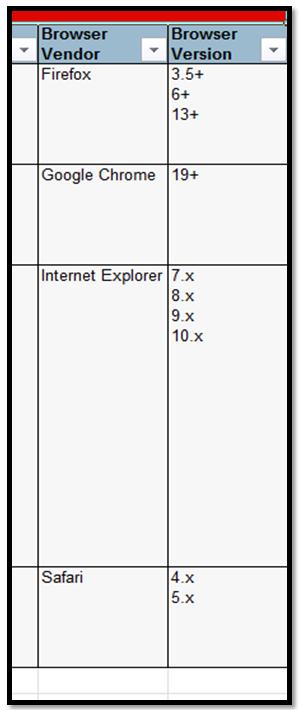 Browser Vendor
Browser Version
Firefox
3.5+
6+
13+
Google Chrome
19+
Internet Explorer
7.x
8.x
9.x
10.x
Safari
4.x
5.x